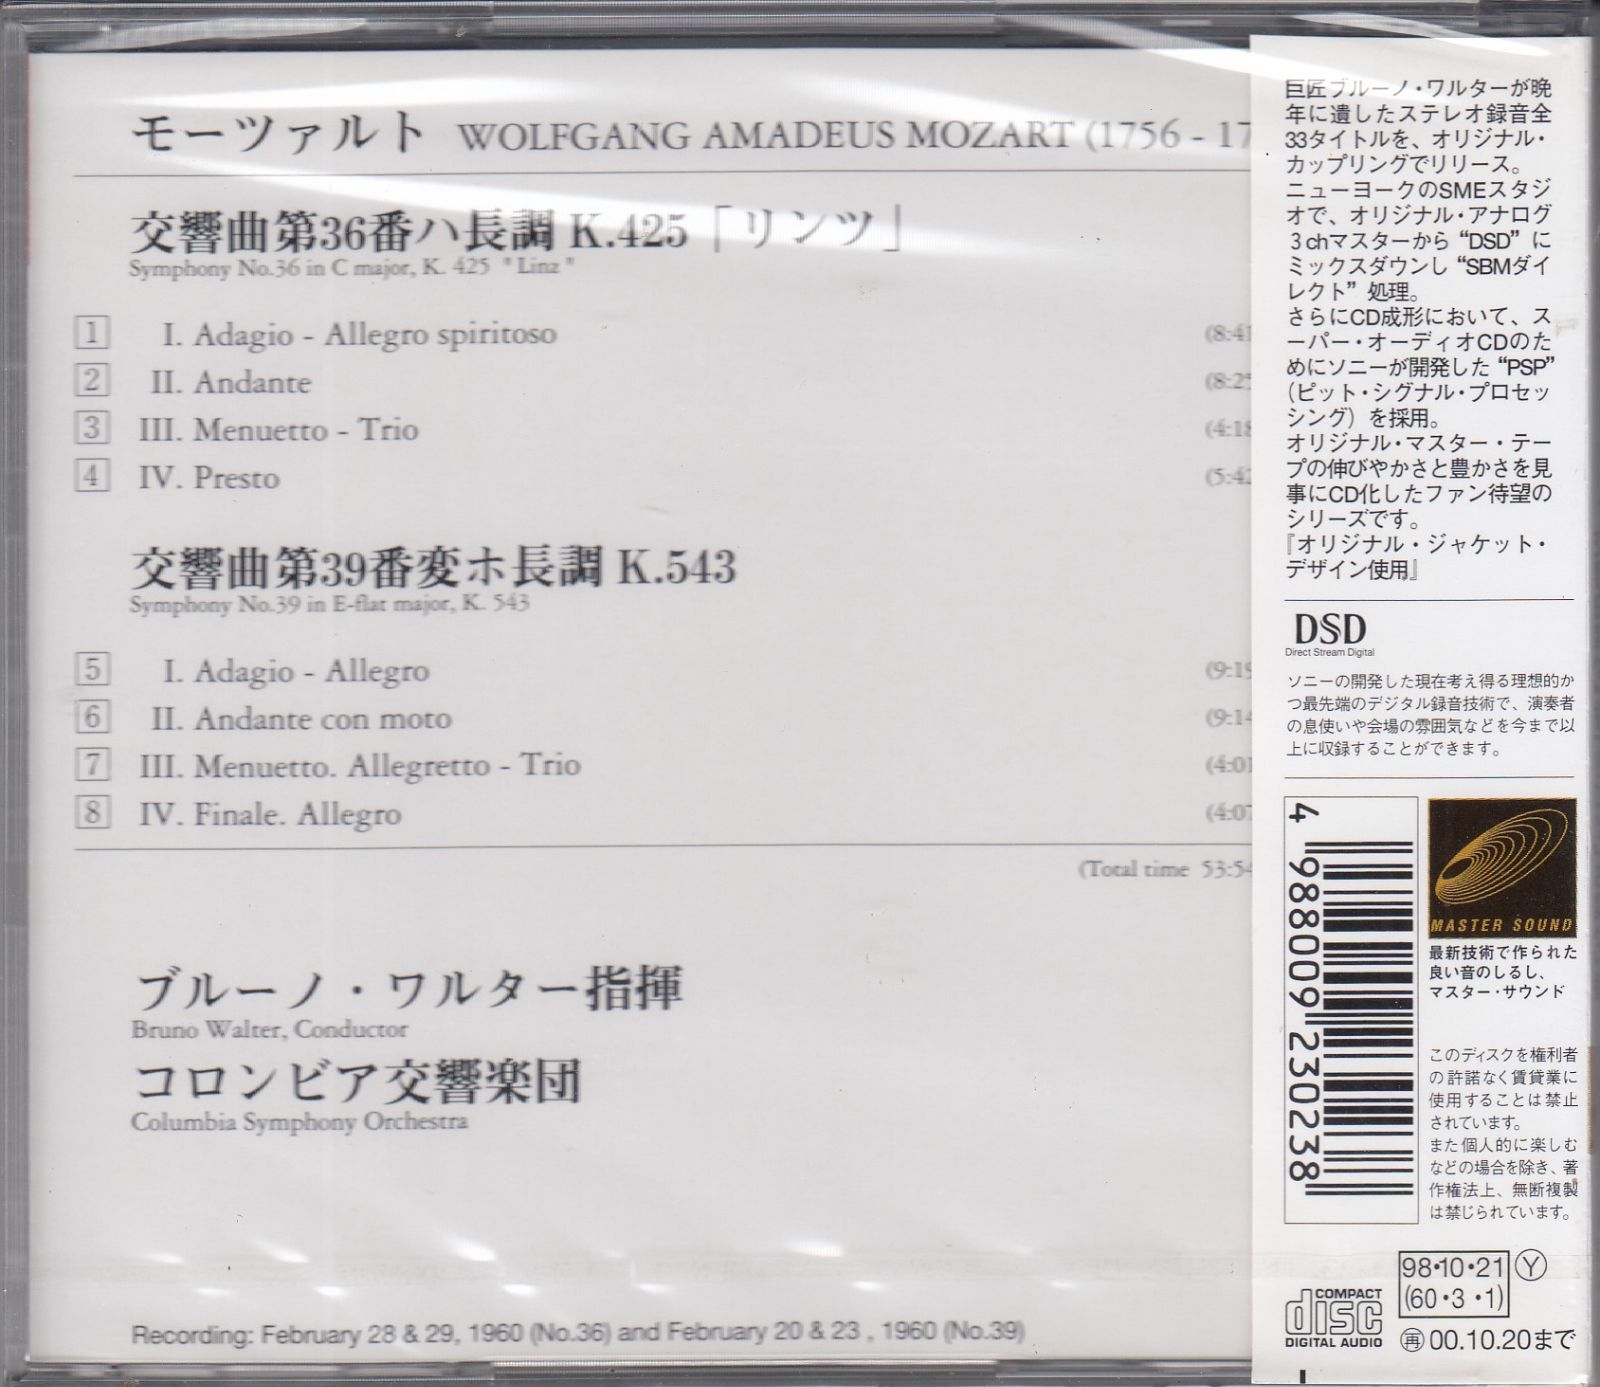 モーツァルト WOLFGANG AMADEUS MOZART (1756 - 17
交響曲第36番ハ長調 K.425「リンツ」
Symphony No.36 in C major, K. 425 "Linz"
1 I. Adagio - Allegro spiritoso (8:41
2 II. Andante (8:25
3 III. Menuetto - Trio (4:18
4 IV. Presto (5:42
交響曲第39番変ホ長調 K.543
Symphony No.39 in E-flat major, K. 543
5 I. Adagio - Allegro (9:19
6 II. Andante con moto (9:14
7 III. Menuetto. Allegretto - Trio (4:01
8 IV. Finale. Allegro (4:07
(Total time 53:54
ブルーノ・ワルター指揮
Bruno Walter, Conductor
コロンビア交響楽団
Columbia Symphony Orchestra
Recording: February 28 & 29, 1960 (No.36) and February 20 & 23 , 1960 (No.39)
巨匠ブルーノ・ワルターが晩
年に遺したステレオ録音全
33タイトルを、オリジナル・
カップリングでリリース。
ニューヨークのSMEスタジ
オで、オリジナル・アナログ
3chマスターから“DSD”に
ミックスダウンし“SBMダイ
レクト”処理。
さらにCD成形において、ス
ーパー・オーディオCDのた
めにソニーが開発した“PSP”
（ピット・シグナル・プロセッ
シング）を採用。
オリジナル・マスター・テー
プの伸びやかさと豊かさを見
事にCD化したファン待望の
シリーズです。
『オリジナル・ジャケット・
デザイン使用』
DSD
Direct Stream Digital
ソニーの開発した現在考え得る理想的か
つ最先端のデジタル録音技術で、演奏者
の息使いや会場の雰囲気などを今まで以
上に収録することができます。
4 988009 230238
MASTER SOUND
最新技術で作られた
良い音のしるし、
マスター・サウンド
このディスクを権利者
の許諾なく賃貸業に
使用することは禁止
されています。
また個人的に楽しむ
などの場合を除き、著
作権法上、無断複製
は禁じられています。
COMPACT
disc
DIGITAL AUDIO
98・10・21 Ⓨ
(60・3・1)
㊞00.10.20まで